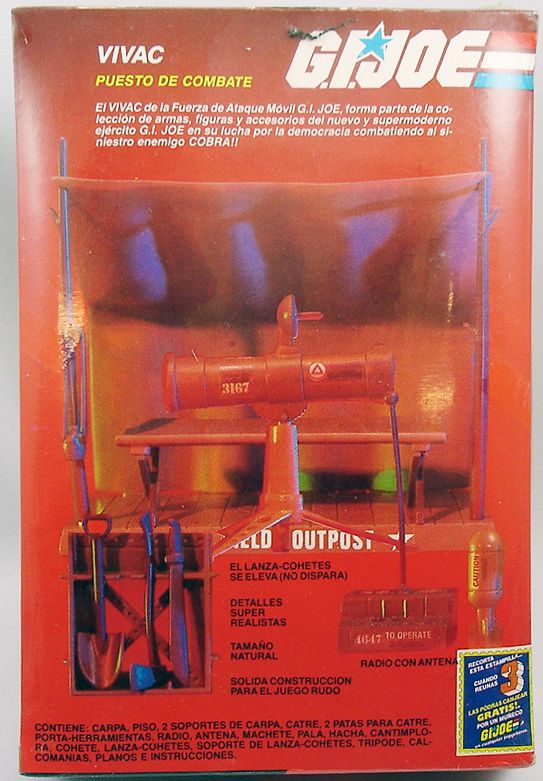 VIVAC
G.I.JOE
PUESTO DE COMBATE
El VIVAC de la Fuerza de Ataque Móvil G.I. JOE, forma parte de la co-
lección de armas, figuras y accesorios del nuevo y supermoderno
ejército G.I. JOE en su lucha por la democracia combatiendo al si-
niestro enemigo COBRA!!
3167
OUTPOST
EL LANZA-COHETES
SE ELEVA (NO DISPARA)
DETALLES
SUPER
REALISTAS
TAMAÑO
NATURAL
SOLIDA CONSTRUCCION
PARA EL JUEGO RUDO
CAUTION
4647 TO OPERATE
RADIO CON ANTENA
RECORTA
ESTA ESTAMPILLA
CUANDO
REUNAS
3
LAS PODRAS CANJEAR
GRATIS!
POR UN MUÑECO
G.I.JOE
CONTIENE: CARPA, PISO, 2 SOPORTES DE CARPA, CATRE, 2 PATAS PARA CATRE,
PORTA-HERRAMIENTAS, RADIO, ANTENA, MACHETE, PALA, HACHA, CANTIMPLO-
RA, COHETE, LANZA-COHETES, SOPORTE DE LANZA-COHETES, TRIPODE, CAL-
COMANIAS, PLANOS E INSTRUCCIONES.